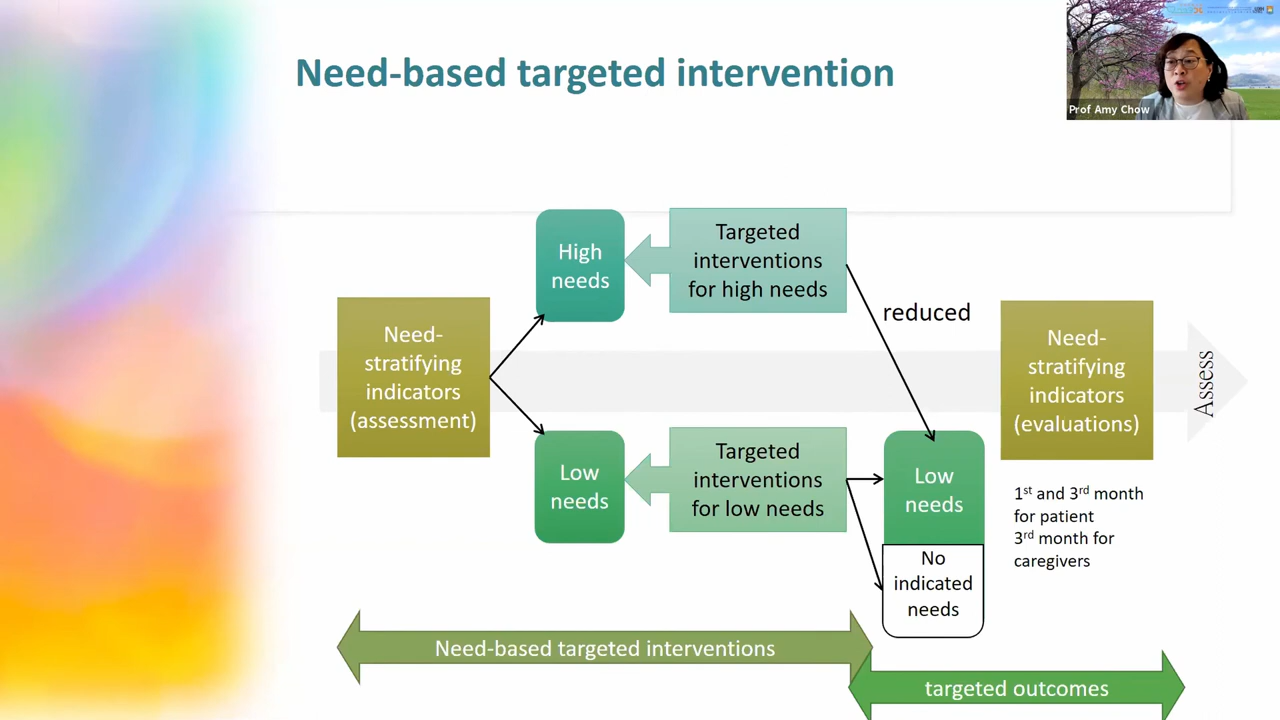 Need-based targeted intervention
Prof Amy Chow
High
needs
Targeted
interventions
for high needs
reduced
Need-
stratifying
indicators
(assessment)
Need-
stratifying
indicators
(evaluations)
Assess
Low
needs
Targeted
interventions
for low needs
Low
needs
No
indicated
needs
1st and 3rd month
for patient
3rd month for
caregivers
Need-based targeted interventions
targeted outcomes